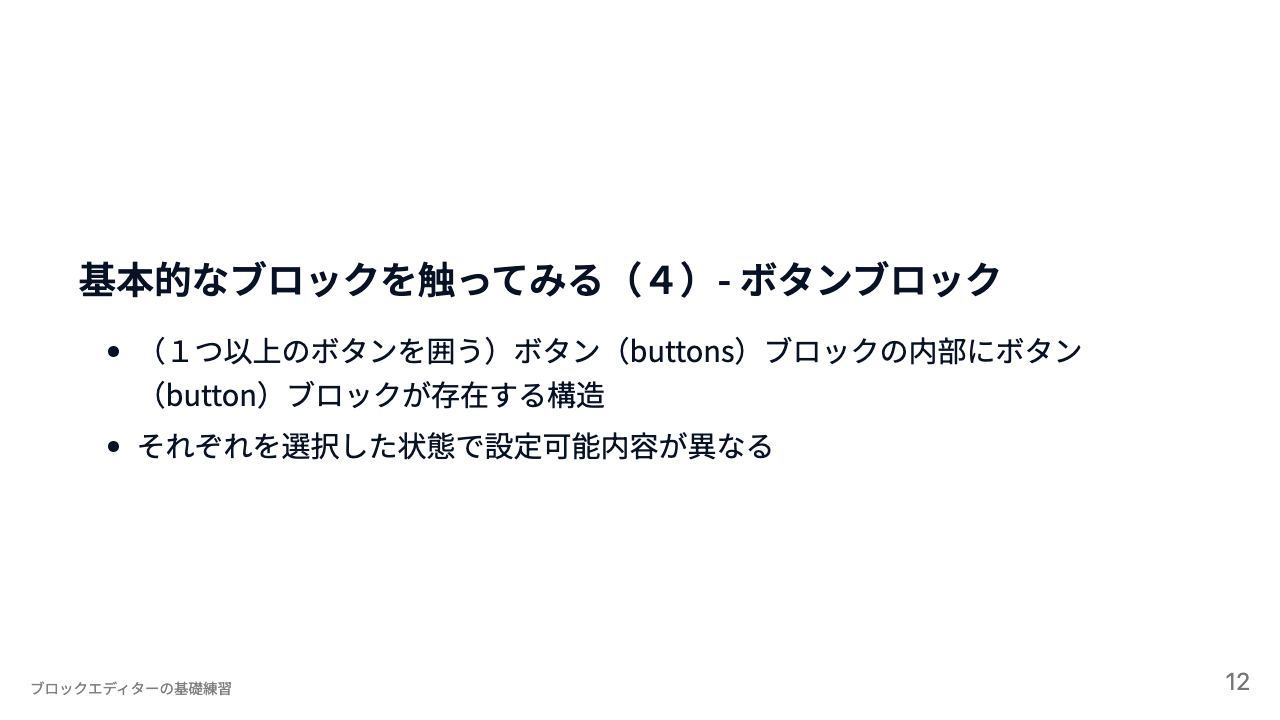 基本的なブロックを触ってみる（４）- ボタンブロック
• （１つ以上のボタンを囲う）ボタン（buttons）ブロックの内部にボタン
（button）ブロックが存在する構造
• それぞれを選択した状態で設定可能内容が異なる
ブロックエディターの基礎練習
12